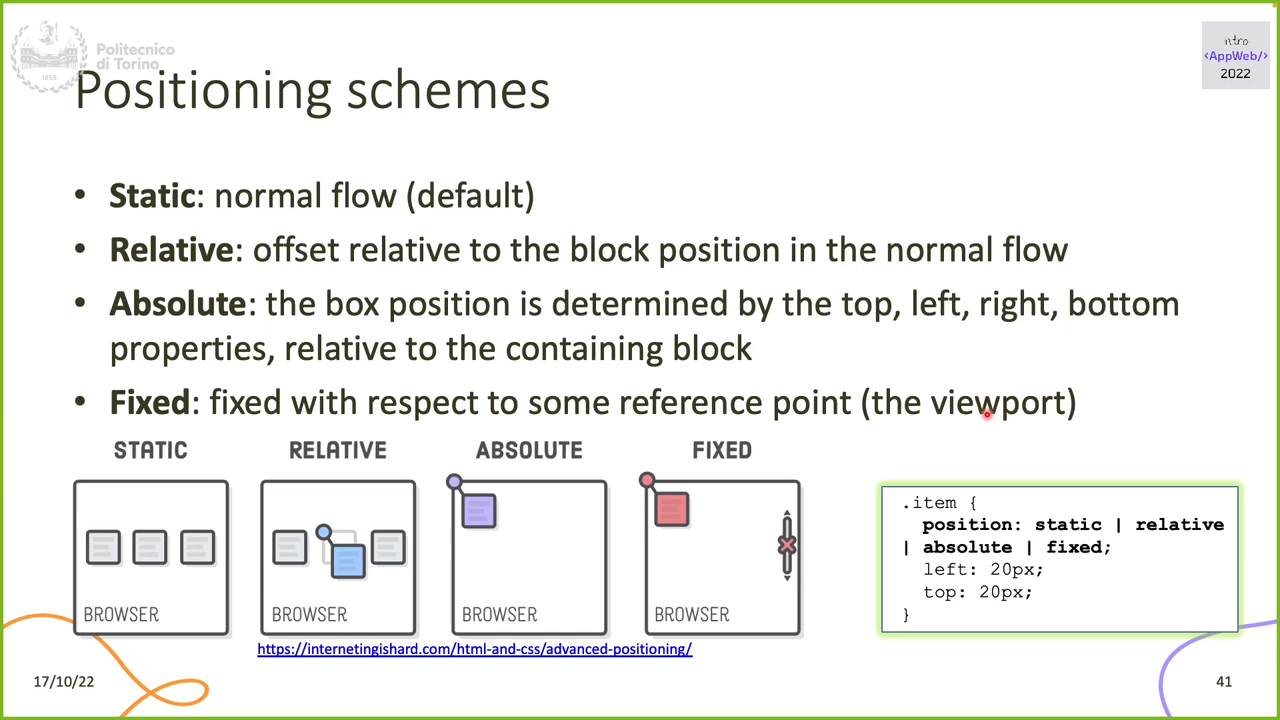 Politecnico
di Torino
1859
intro
<AppWeb/>
2022
Positioning schemes
• Static: normal flow (default)
• Relative: offset relative to the block position in the normal flow
• Absolute: the box position is determined by the top, left, right, bottom
properties, relative to the containing block
• Fixed: fixed with respect to some reference point (the viewport)
STATIC RELATIVE ABSOLUTE FIXED
BROWSER BROWSER BROWSER BROWSER
.item {
position: static | relative
| absolute | fixed;
left: 20px;
top: 20px;
}
https://internetingishard.com/html-and-css/advanced-positioning/
17/10/22
41